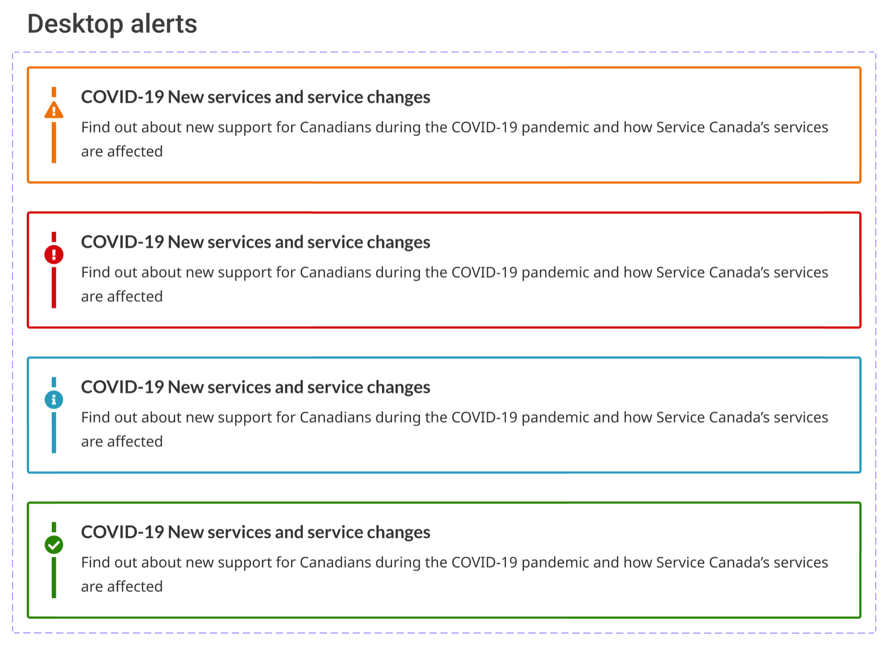 Desktop alerts
COVID-19 New services and service changes
Find out about new support for Canadians during the COVID-19 pandemic and how Service Canada’s services
are affected
COVID-19 New services and service changes
Find out about new support for Canadians during the COVID-19 pandemic and how Service Canada’s services
are affected
COVID-19 New services and service changes
Find out about new support for Canadians during the COVID-19 pandemic and how Service Canada’s services
are affected
COVID-19 New services and service changes
Find out about new support for Canadians during the COVID-19 pandemic and how Service Canada’s services
are affected